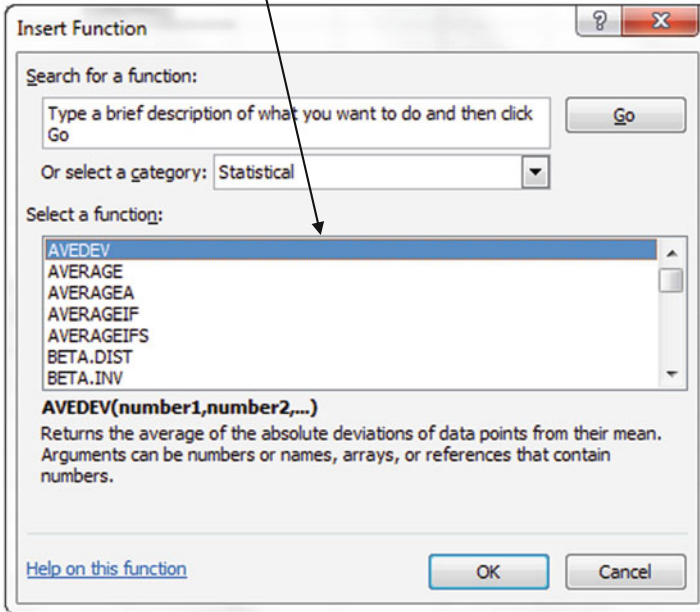 Insert Function
Search for a function:
Type a brief description of what you want to do and then click
Go
Go
Or select a category: Statistical
Select a function:
AVEDEV
AVERAGE
AVERAGEA
AVERAGEIF
AVERAGEIFS
BETA.DIST
BETA.INV
AVEDEV(number1,number2,...)
Returns the average of the absolute deviations of data points from their mean.
Arguments can be numbers or names, arrays, or references that contain
numbers.
Help on this function
OK
Cancel